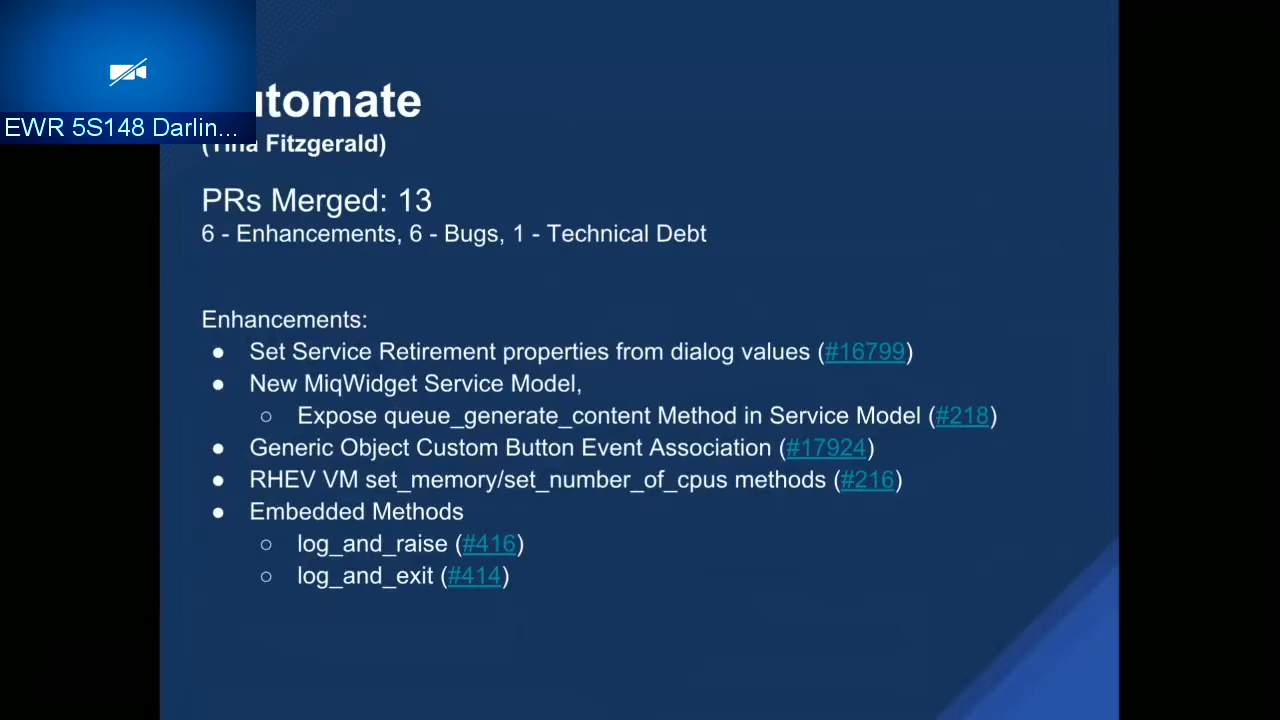 EWR 5S148 Darlin...
utomate
Fitzgerald)
PRs Merged: 13
6 - Enhancements, 6 - Bugs, 1 - Technical Debt
Enhancements:
● Set Service Retirement properties from dialog values (#16799)
● New MiqWidget Service Model,
○ Expose queue_generate_content Method in Service Model (#218)
● Generic Object Custom Button Event Association (#17924)
● RHEV VM set_memory/set_number_of_cpus methods (#216)
● Embedded Methods
○ log_and_raise (#416)
○ log_and_exit (#414)